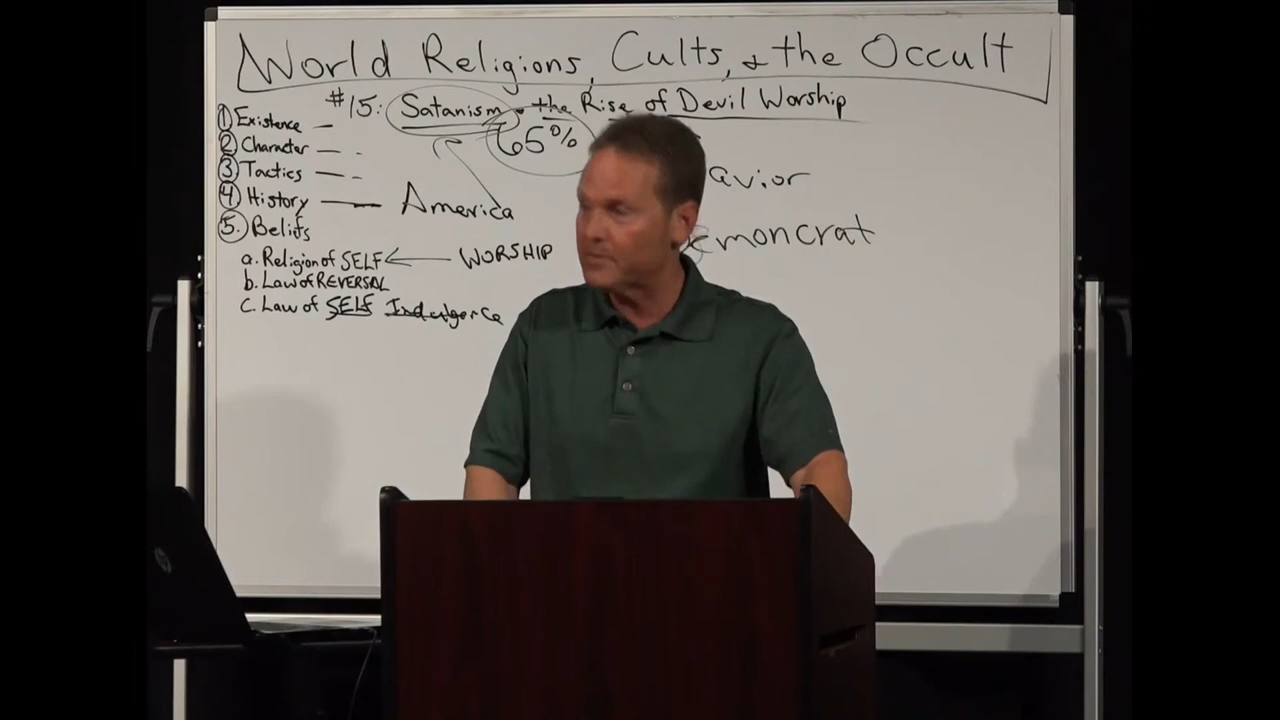 World Religions, Cults, & the Occult
#15: Satanism - the Rise of Devil Worship
65%
① Existence —
② Character —
③ Tactics —
④ History —
America
⑤ Beliefs
a. Religion of SELF
WORSHIP
b. Law of REVERSAL
c. Law of SELF Indulgence
avior
emoncrat